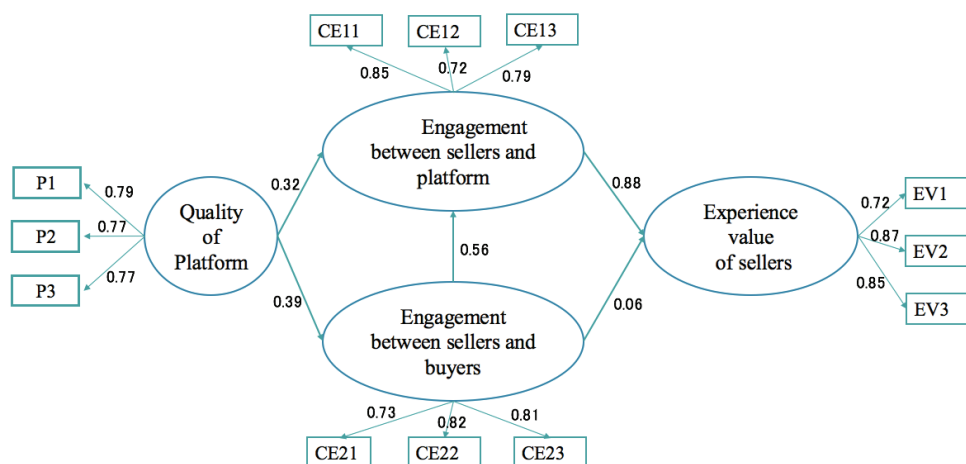 CE11
CE12
CE13
0.85
0.72
0.79
Engagement
between sellers and
platform
P1
P2
P3
0.79
0.77
0.77
Quality
of
Platform
0.32
0.39
0.56
0.88
0.06
Experience
value
of sellers
0.72
0.87
0.85
EV1
EV2
EV3
Engagement
between sellers and
buyers
0.73
0.82
0.81
CE21
CE22
CE23